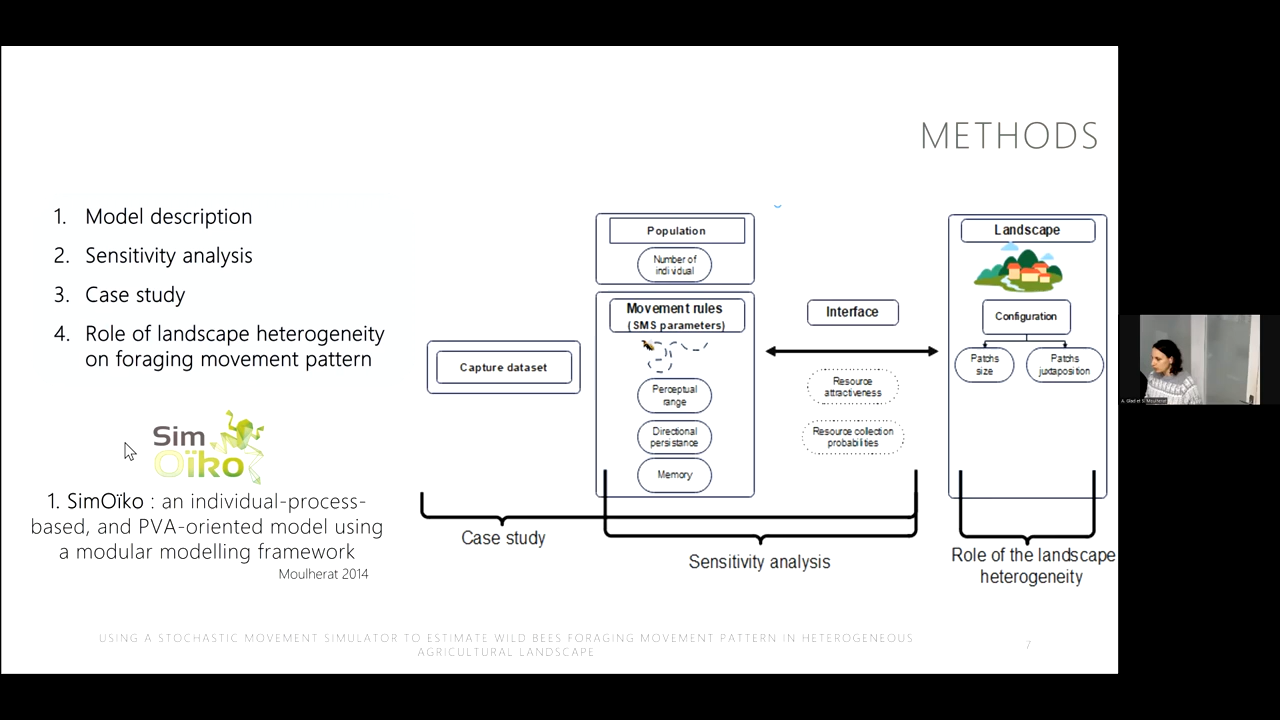 METHODS
1. Model description
2. Sensitivity analysis
3. Case study
4. Role of landscape heterogeneity
on foraging movement pattern
Sim
Oïko
1. SimOïko : an individual-process-
based, and PVA-oriented model using
a modular modelling framework
Moulherat 2014
Capture dataset
Population
Number of
individual
Movement rules
(SMS parameters)
Perceptual
range
Directional
persistance
Memory
Interface
Resource
attractiveness
Resource collection
probabilities
Landscape
Configuration
Patchs
size
Patchs
juxtaposition
Case study
Sensitivity analysis
Role of the landscape
heterogeneity
USING A STOCHASTIC MOVEMENT SIMULATOR TO ESTIMATE WILD BEES FORAGING MOVEMENT PATTERN IN HETEROGENEOUS
AGRICULTURAL LANDSCAPE
7